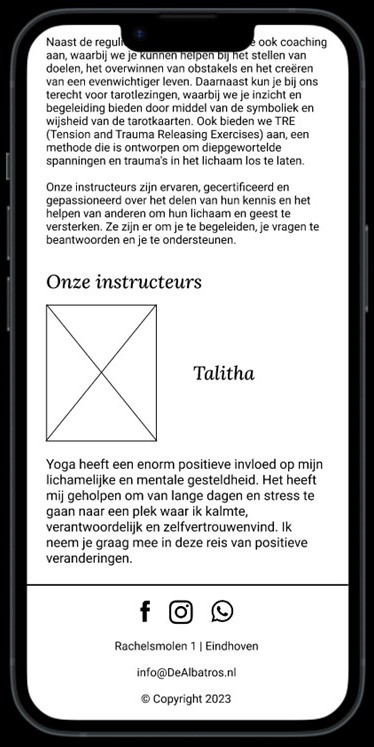 Naast de reguli e ook coaching
aan, waarbij we je kunnen helpen bij het stellen van
doelen, het overwinnen van obstakels en het creëren
van een evenwichtiger leven. Daarnaast kun je bij ons
terecht voor tarotlezingen, waarbij we je inzicht en
begeleiding bieden door middel van de symboliek en
wijsheid van de tarotkaarten. Ook bieden we TRE
(Tension and Trauma Releasing Exercises) aan, een
methode die is ontworpen om diepgewortelde
spanningen en trauma's in het lichaam los te laten.
Onze instructeurs zijn ervaren, gecertificeerd en
gepassioneerd over het delen van hun kennis en het
helpen van anderen om hun lichaam en geest te
versterken. Ze zijn er om je te begeleiden, je vragen te
beantwoorden en je te ondersteunen.
Onze instructeurs
Talitha
Yoga heeft een enorm positieve invloed op mijn
lichamelijke en mentale gesteldheid. Het heeft
mij geholpen om van lange dagen en stress te
gaan naar een plek waar ik kalmte,
verantwoordelijk en zelfvertrouwenvind. Ik
neem je graag mee in deze reis van positieve
veranderingen.
Rachelsmolen 1 | Eindhoven
info@DeAlbatros.nl
© Copyright 2023